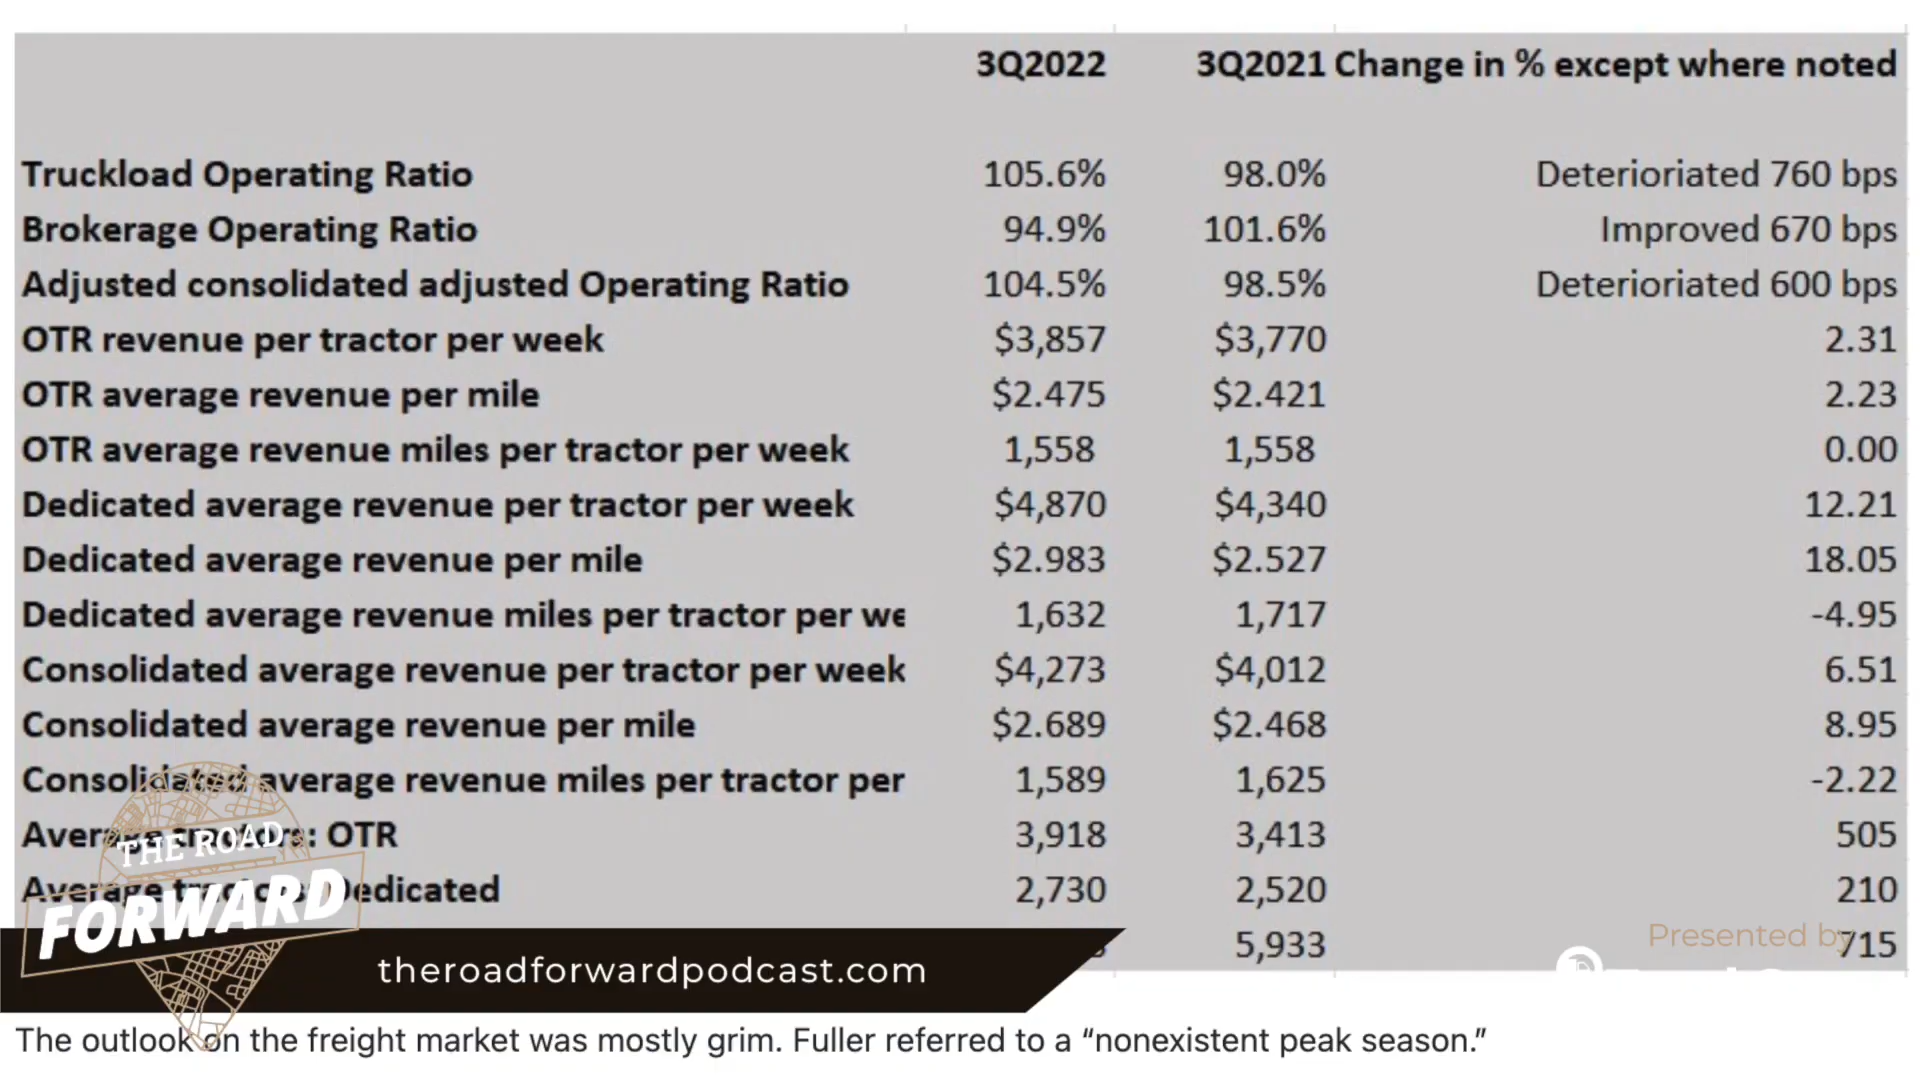 3Q2022 3Q2021 Change in % except where noted
Truckload Operating Ratio 105.6% 98.0% Deterioriated 760 bps
Brokerage Operating Ratio 94.9% 101.6% Improved 670 bps
Adjusted consolidated adjusted Operating Ratio 104.5% 98.5% Deterioriated 600 bps
OTR revenue per tractor per week $3,857 $3,770 2.31
OTR average revenue per mile $2.475 $2.421 2.23
OTR average revenue miles per tractor per week 1,558 1,558 0.00
Dedicated average revenue per tractor per week $4,870 $4,340 12.21
Dedicated average revenue per mile $2.983 $2.527 18.05
Dedicated average revenue miles per tractor per we 1,632 1,717 -4.95
Consolidated average revenue per tractor per week $4,273 $4,012 6.51
Consolidated average revenue per mile $2.689 $2.468 8.95
Consolidated average revenue miles per tractor per 1,589 1,625 -2.22
Average tractors: OTR 3,918 3,413 505
Average tractors: Dedicated 2,730 2,520 210
5,933 715
THE ROAD
FORWARD
theroadforwardpodcast.com
Presented by
The outlook on the freight market was mostly grim. Fuller referred to a “nonexistent peak season.”